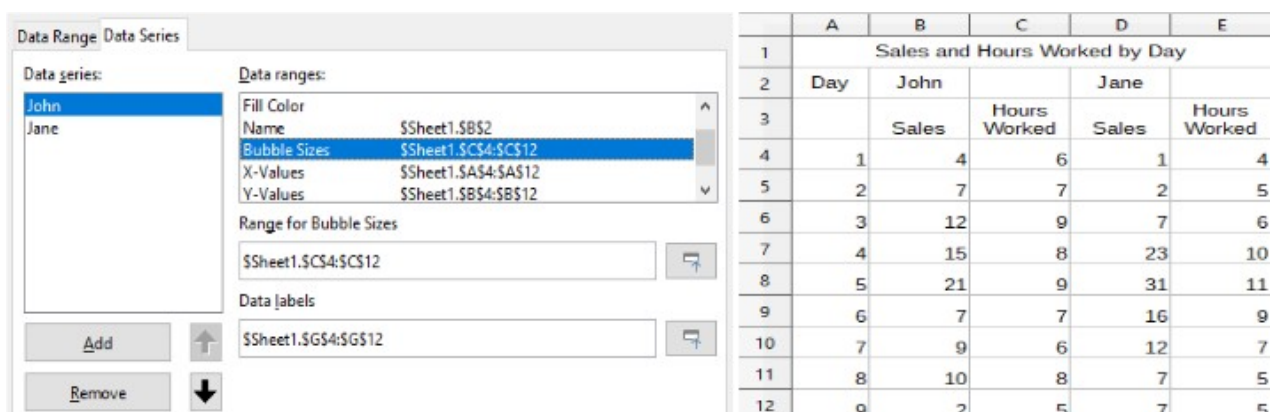 Data Range Data Series
Data series:
John
Jane
Add
Remove
Data ranges:
Fill Color
Name $Sheet1.$B$2
Bubble Sizes $Sheet1.$C$4:$C$12
X-Values $Sheet1.$A$4:$A$12
Y-Values $Sheet1.$B$4:$B$12
Range for Bubble Sizes
$Sheet1.$C$4:$C$12
Data labels
$Sheet1.$G$4:$G$12
A B C D E
1 Sales and Hours Worked by Day
2 Day John Jane
3 Sales Hours Worked Sales Hours Worked
4 1 4 6 1 4
5 2 7 7 2 5
6 3 12 9 7 6
7 4 15 8 23 10
8 5 21 9 31 11
9 6 7 7 16 9
10 7 9 6 12 7
11 8 10 8 7 5
12 9 2 5 7 5